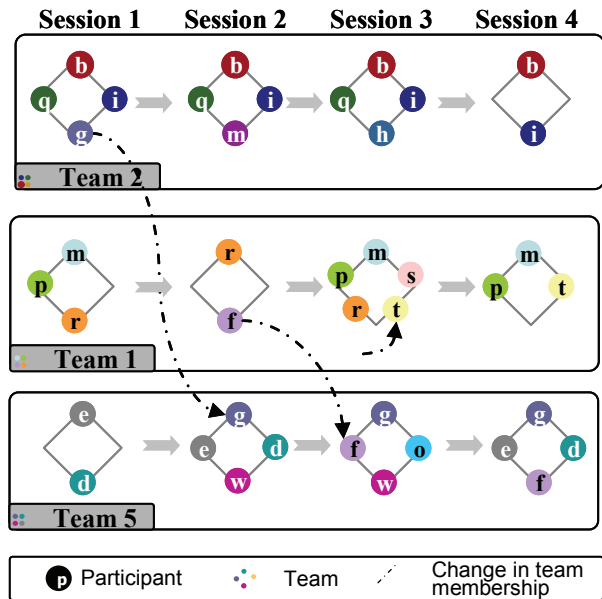 Session 1 Session 2 Session 3 Session 4
b b b b
q i q i q i
g m h i
Team 2
m r m m
p p s p t
r f r t
Team 1
e g g g
e d f o e d
d w w f
Team 5
p Participant Team Change in team
membership